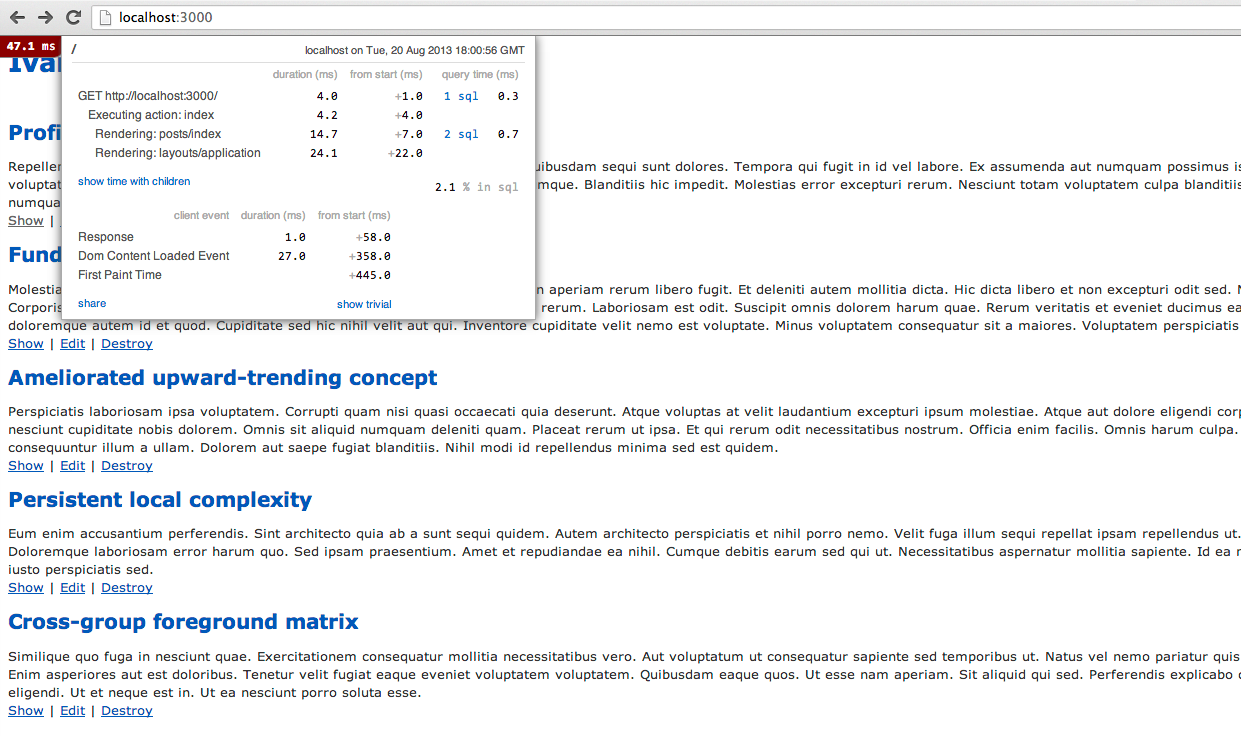 localhost:3000
47.1 ms
/ localhost on Tue, 20 Aug 2013 18:00:56 GMT
duration (ms) from start (ms) query time (ms)
GET http://localhost:3000/ 4.0 +1.0 1 sql 0.3
Executing action: index 4.2 +4.0
Rendering: posts/index 14.7 +7.0 2 sql 0.7
Rendering: layouts/application 24.1 +22.0
show time with children 2.1 % in sql
client event duration (ms) from start (ms)
Response 1.0 +58.0
Dom Content Loaded Event 27.0 +358.0
First Paint Time +445.0
share show trivial
sequi sunt dolores. Tempora qui fugit in id vel labore. Ex assumenda aut numquam possimus
Blanditiis hic impedit. Molestias error excepturi rerum. Nesciunt totam voluptatem culpa
Show |
aperiam rerum libero fugit. Et deleniti autem mollitia dicta. Hic dicta libero et non excepturi odit sed.
rerum. Laboriosam est odit. Suscipit omnis dolorem harum quae. Rerum veritatis et eveniet ducimus
doloremque autem id et quod. Cupiditate sed hic nihil velit aut qui. Inventore cupiditate velit nemo est voluptate. Minus voluptatem consequatur sit a maiores. Voluptatem perspiciatis
Show | Edit | Destroy
Ameliorated upward-trending concept
Perspiciatis laboriosam ipsa voluptatem. Corrupti quam nisi quasi occaecati quia deserunt. Atque voluptas at velit laudantium excepturi ipsum molestiae. Atque aut dolore eligendi
nesciunt cupiditate nobis dolorem. Omnis sit aliquid numquam deleniti quam. Placeat rerum ut ipsa. Et qui rerum odit necessitatibus nostrum. Officia enim facilis. Omnis harum culpa.
consequuntur illum a ullam. Dolorem aut saepe fugiat blanditiis. Nihil modi id repellendus minima sed est quidem.
Show | Edit | Destroy
Persistent local complexity
Eum enim accusantium perferendis. Sint architecto quia ab a sunt sequi quidem. Autem architecto perspiciatis et nihil porro nemo. Velit fuga illum sequi repellat ipsam repellendus ut.
Doloremque laboriosam error harum quo. Sed ipsam praesentium. Amet et repudiandae ea nihil. Cumque debitis earum sed qui ut. Necessitatibus aspernatur mollitia sapiente. Id ea
iusto perspiciatis sed.
Show | Edit | Destroy
Cross-group foreground matrix
Similique quo fuga in nesciunt quae. Exercitationem consequatur mollitia necessitatibus vero. Aut voluptatum ut consequatur sapiente sed temporibus ut. Natus vel nemo pariatur quis
Enim asperiores aut est doloribus. Tenetur velit fugiat eaque eveniet voluptatem voluptatem. Quibusdam eaque quos. Ut esse nam aperiam. Sit aliquid qui sed. Perferendis explicabo
eligendi. Ut et neque est in. Ut ea nesciunt porro soluta esse.
Show | Edit | Destroy